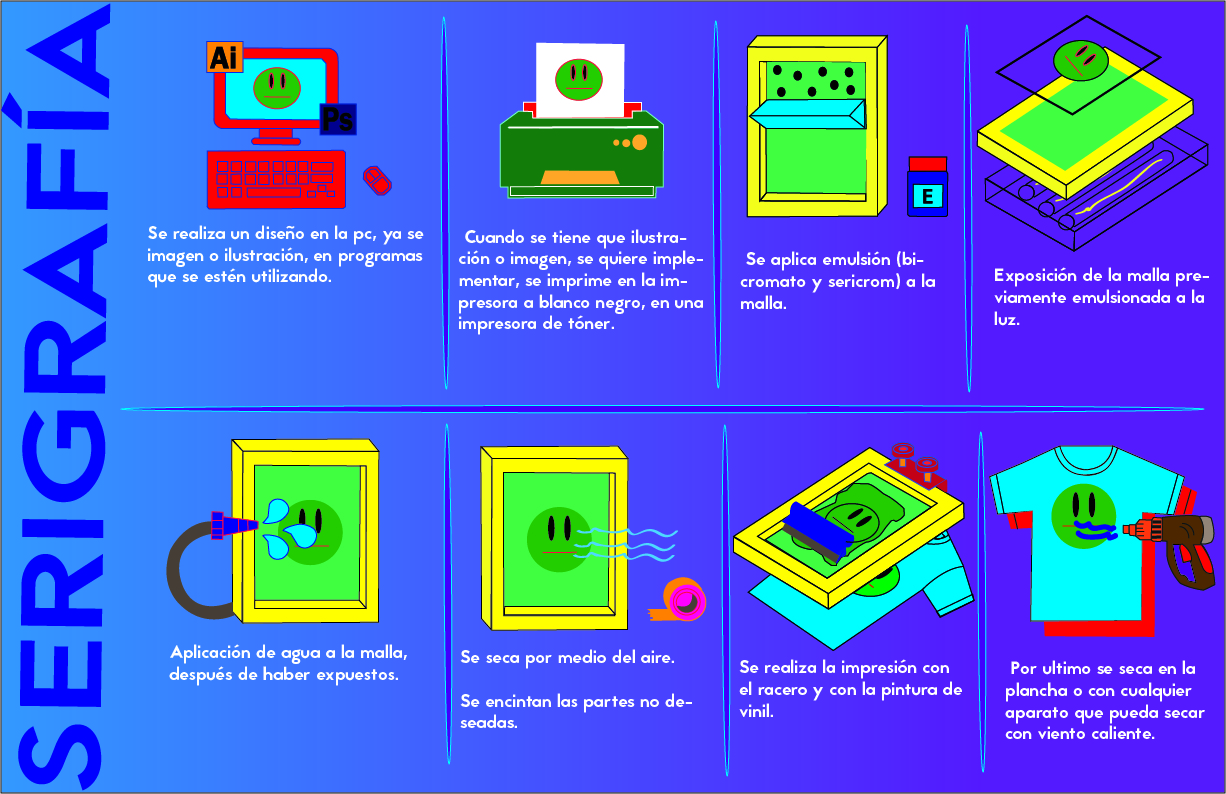 SERIGRAFÍA
Ai
Ps
Se realiza un diseño en la pc, ya se
imagen o ilustración, en programas
que se estén utilizando.
Cuando se tiene que ilustra-
ción o imagen, se quiere imple-
mentar, se imprime en la im-
presora a blanco negro, en una
impresora de tóner.
E
Se aplica emulsión (bi-
cromato y sericrom) a la
malla.
Exposición de la malla pre-
viamente emulsionada a la
luz.
Aplicación de agua a la malla,
después de haber expuestos.
Se seca por medio del aire.
Se encintan las partes no de-
seadas.
Se realiza la impresión con
el racero y con la pintura de
vinil.
Por ultimo se seca en la
plancha o con cualquier
aparato que pueda secar
con viento caliente.